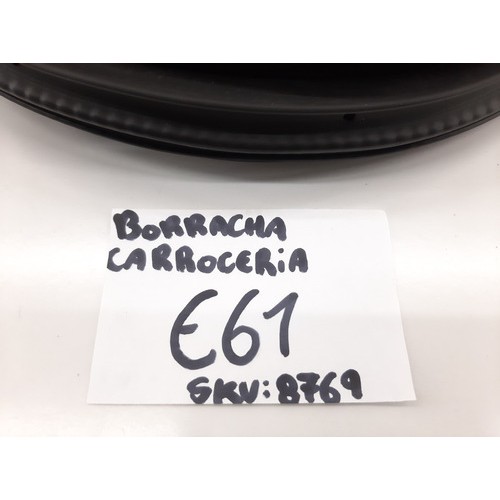 BORRACHA
CARROCERiA
E61
SKU: 8769